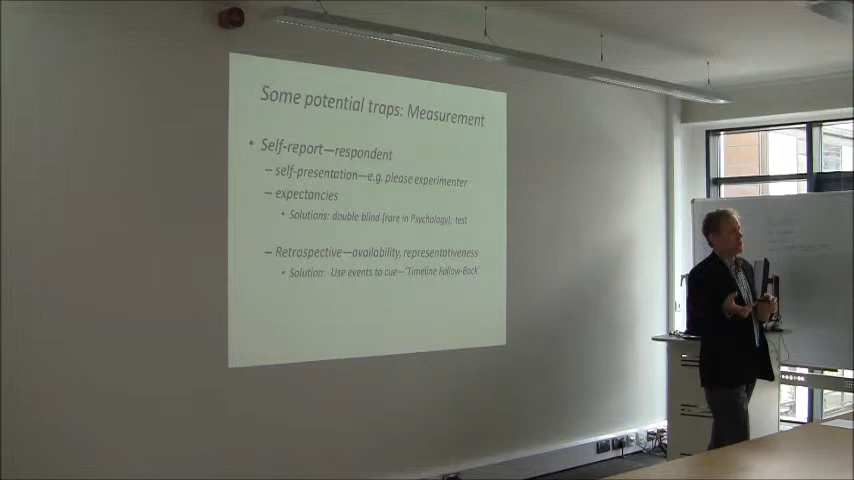 Some potential traps: Measurement
• Self-report—respondent
– self-presentation—e.g. please experimenter
– expectancies
• Solutions: double blind (rare in Psychology); test
– Retrospective—availability, representativeness
• Solution: Use events to cue—'Timeline Follow-Back'